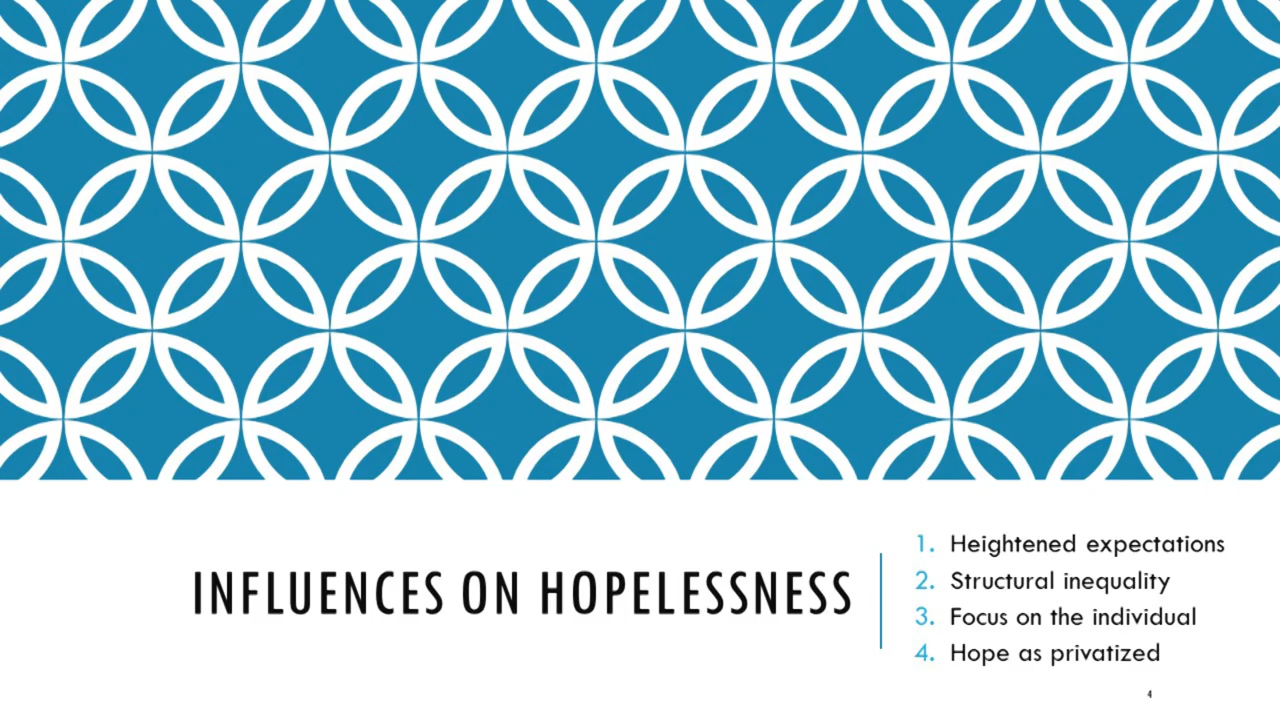 INFLUENCES ON HOPELESSNESS
1. Heightened expectations
2. Structural inequality
3. Focus on the individual
4. Hope as privatized
4